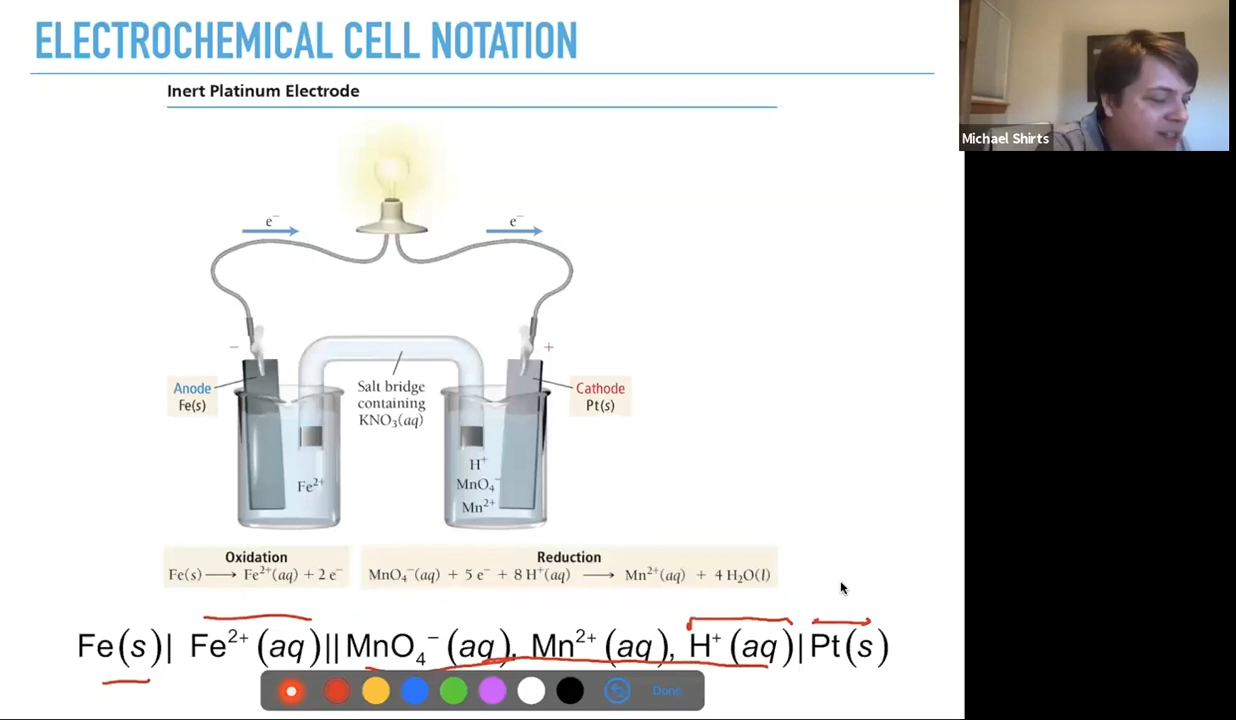 ELECTROCHEMICAL CELL NOTATION
Inert Platinum Electrode
Michael Shirts
e⁻ e⁻
− +
Anode
Fe(s)
Salt bridge
containing
KNO₃(aq)
Cathode
Pt(s)
Fe²⁺
H⁺
MnO₄⁻
Mn²⁺
Oxidation
Fe(s) ⟶ Fe²⁺(aq) + 2 e⁻
Reduction
MnO₄⁻(aq) + 5 e⁻ + 8 H⁺(aq) ⟶ Mn²⁺(aq) + 4 H₂O(l)
Fe(s)| Fe²⁺(aq)||MnO₄⁻(aq), Mn²⁺(aq), H⁺(aq)|Pt(s)
Done